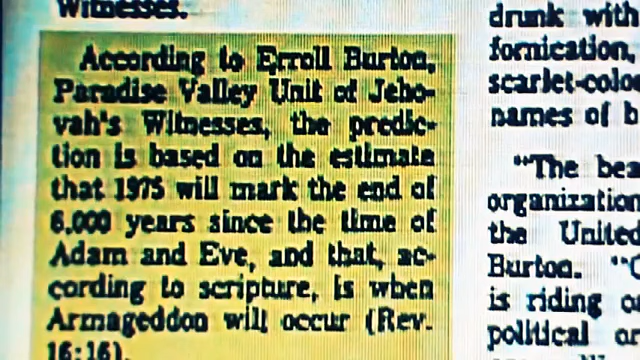 Witnesses.
According to Erroll Burton,
Paradise Valley Unit of Jeho-
vah's Witnesses, the predic-
tion is based on the estimate
that 1975 will mark the end of
6,000 years since the time of
Adam and Eve, and that, ac-
cording to scripture, is when
Armageddon will occur (Rev.
16:16).
drunk with
fornication,
scarlet-colo
names of b
"The bea
organization
the United
Burton. "C
is riding o
political or